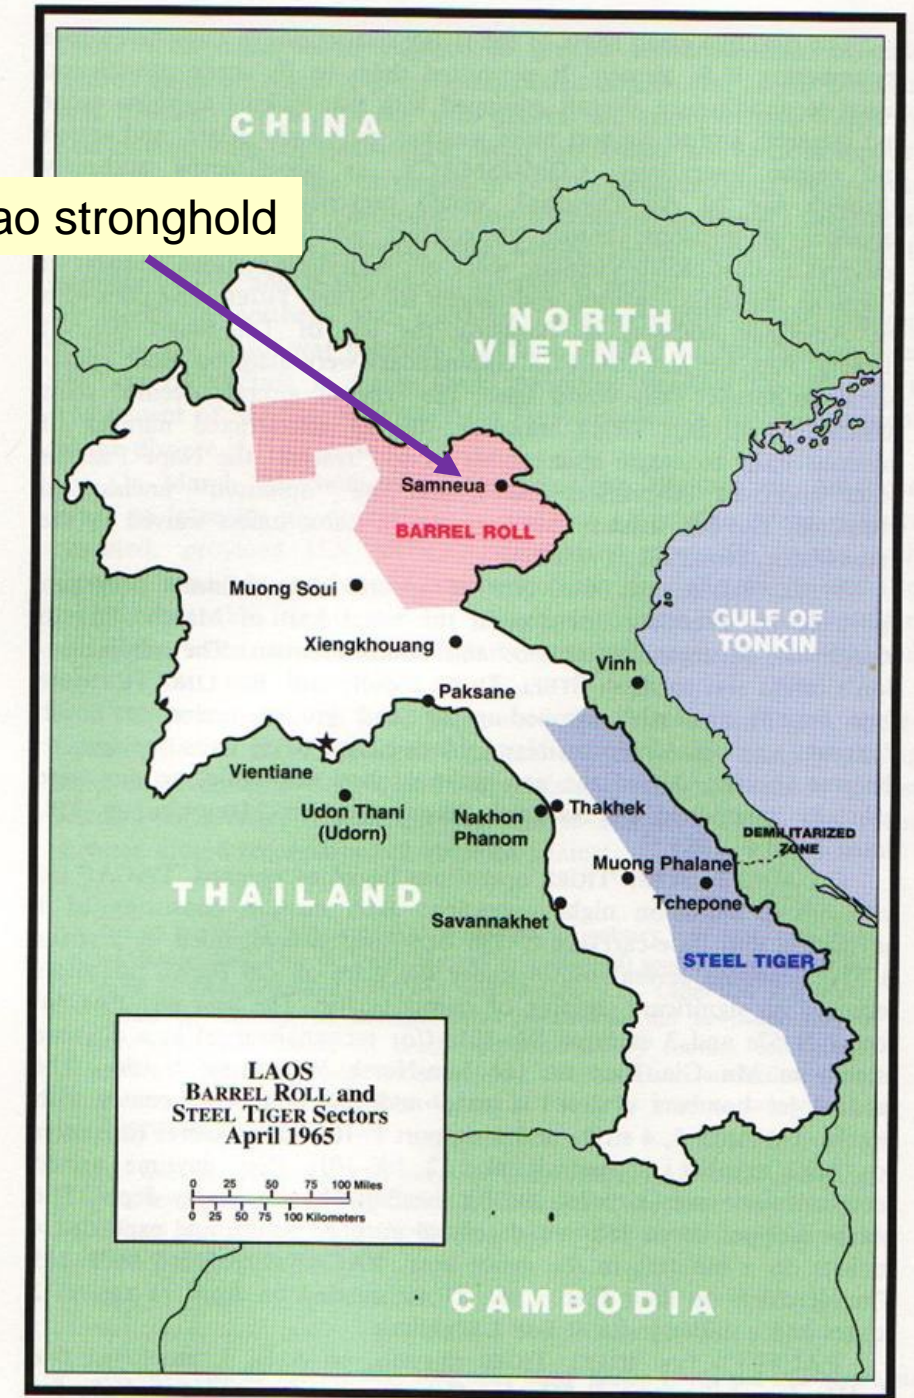 CHINA
ao stronghold
NORTH
VIETNAM
Samneua
BARREL ROLL
Muong Soui
GULF OF
TONKIN
Xiengkhouang
Vinh
Paksane
Vientiane
Udon Thani
(Udorn)
Nakhon
Phanom
Thakhek
DEMILITARIZED
ZONE
Muong Phalane
Tchepone
THAILAND
Savannakhet
STEEL TIGER
LAOS
BARREL ROLL and
STEEL TIGER Sectors
April 1965
0 25 50 75 100 Miles
0 25 50 75 100 Kilometers
CAMBODIA